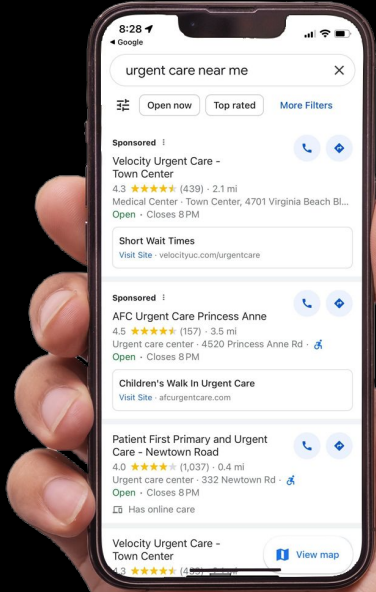 8:28
Google
urgent care near me
Open now Top rated More Filters
Sponsored
Velocity Urgent Care -
Town Center
4.3 (439) · 2.1 mi
Medical Center · Town Center, 4701 Virginia Beach Bl...
Open · Closes 8 PM
Short Wait Times
Visit Site · velocityuc.com/urgentcare
Sponsored
AFC Urgent Care Princess Anne
4.5 (157) · 3.5 mi
Urgent care center · 4520 Princess Anne Rd ·
Open · Closes 8 PM
Children's Walk In Urgent Care
Visit Site · afcurgentcare.com
Patient First Primary and Urgent
Care - Newtown Road
4.0 (1,037) · 0.4 mi
Urgent care center · 332 Newtown Rd ·
Open · Closes 8 PM
Has online care
Velocity Urgent Care -
Town Center
View map
4.3